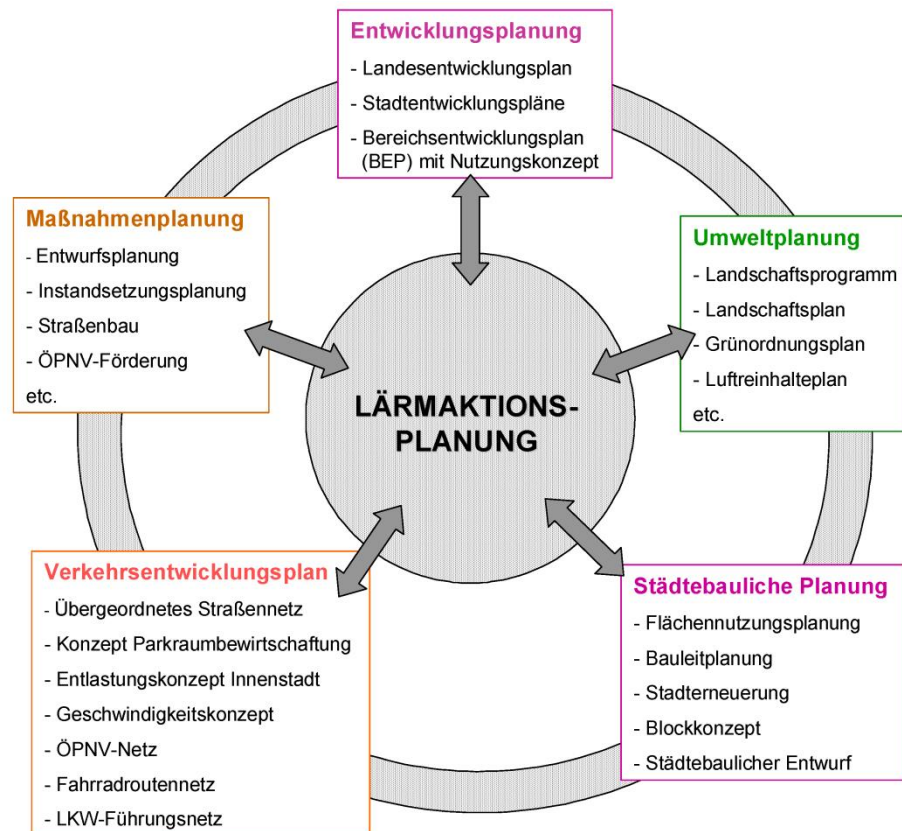 Entwicklungsplanung
- Landesentwicklungsplan
- Stadtentwicklungspläne
- Bereichsentwicklungsplan
(BEP) mit Nutzungskonzept
Maßnahmenplanung
- Entwurfsplanung
- Instandsetzungsplanung
- Straßenbau
- ÖPNV-Förderung
etc.
Umweltplanung
- Landschaftsprogramm
- Landschaftsplan
- Grünordnungsplan
- Luftreinhalteplan
etc.
LÄRMAKTIONS-
PLANUNG
Verkehrsentwicklungsplan
- Übergeordnetes Straßennetz
- Konzept Parkraumbewirtschaftung
- Entlastungskonzept Innenstadt
- Geschwindigkeitskonzept
- ÖPNV-Netz
- Fahrradroutennetz
- LKW-Führungsnetz
Städtebauliche Planung
- Flächennutzungsplanung
- Bauleitplanung
- Stadterneuerung
- Blockkonzept
- Städtebaulicher Entwurf